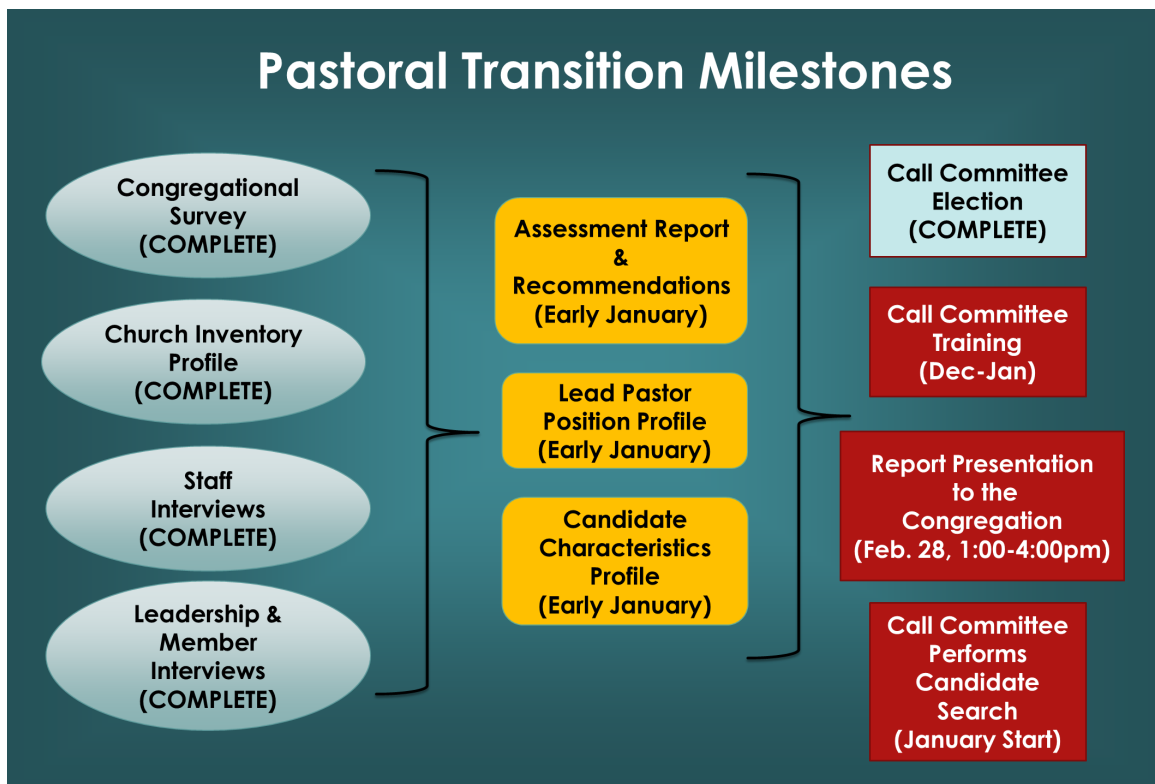 Pastoral Transition Milestones
Congregational
Survey
(COMPLETE)
Church Inventory
Profile
(COMPLETE)
Staff
Interviews
(COMPLETE)
Leadership &
Member
Interviews
(COMPLETE)
Assessment Report
&
Recommendations
(Early January)
Lead Pastor
Position Profile
(Early January)
Candidate
Characteristics
Profile
(Early January)
Call Committee
Election
(COMPLETE)
Call Committee
Training
(Dec-Jan)
Report Presentation
to the
Congregation
(Feb. 28, 1:00-4:00pm)
Call Committee
Performs
Candidate
Search
(January Start)